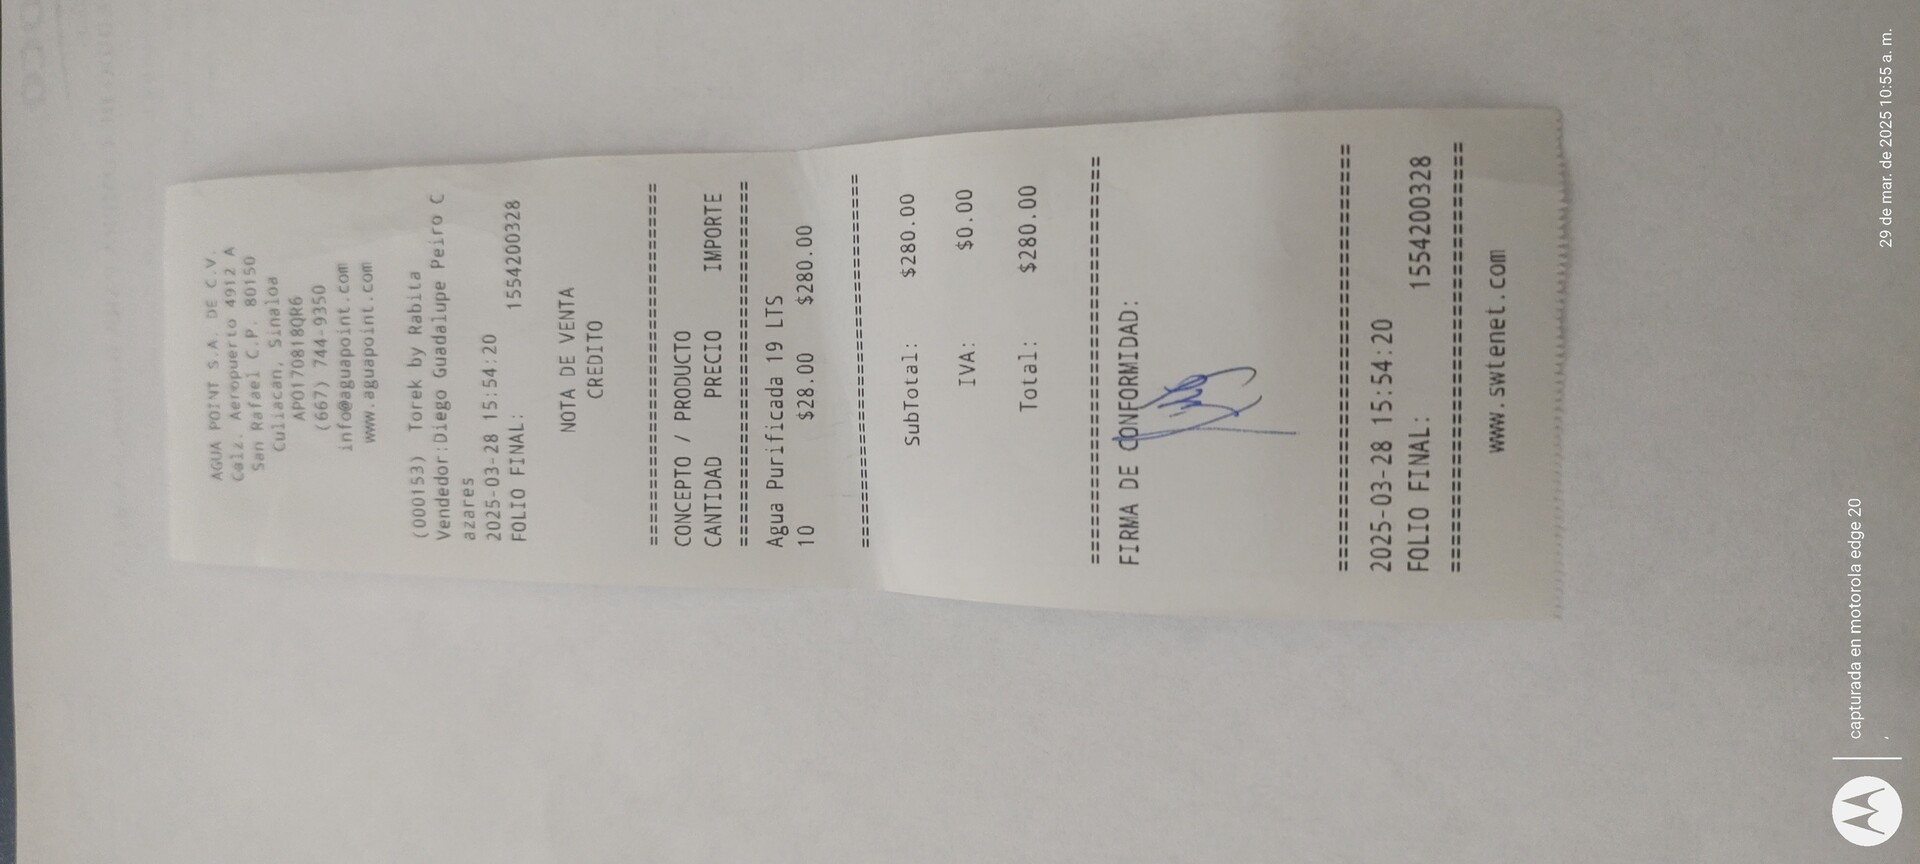 AGUA POINT S.A. DE C.V.
Calz. Aeropuerto 4912 A
San Rafael C.P. 80150
Culiacan, Sinaloa
APO170818QR6
(667) 744-9350
info@aguapoint.com
www.aguapoint.com
(000153) Torek by Rabita
Vendedor:Diego Guadalupe Peiro C
azares
2025-03-28 15:54:20
FOLIO FINAL: 1554200328
NOTA DE VENTA
CREDITO
================================
CONCEPTO / PRODUCTO
CANTIDAD PRECIO IMPORTE
================================
Agua Purificada 19 LTS
10 $28.00 $280.00
================================
SubTotal: $280.00
IVA: $0.00
Total: $280.00
================================
FIRMA DE CONFORMIDAD:
================================
2025-03-28 15:54:20
FOLIO FINAL: 1554200328
================================
www.swtenet.com
capturada en motorola edge 20
,
29 de mar. de 2025 10:55 a. m.